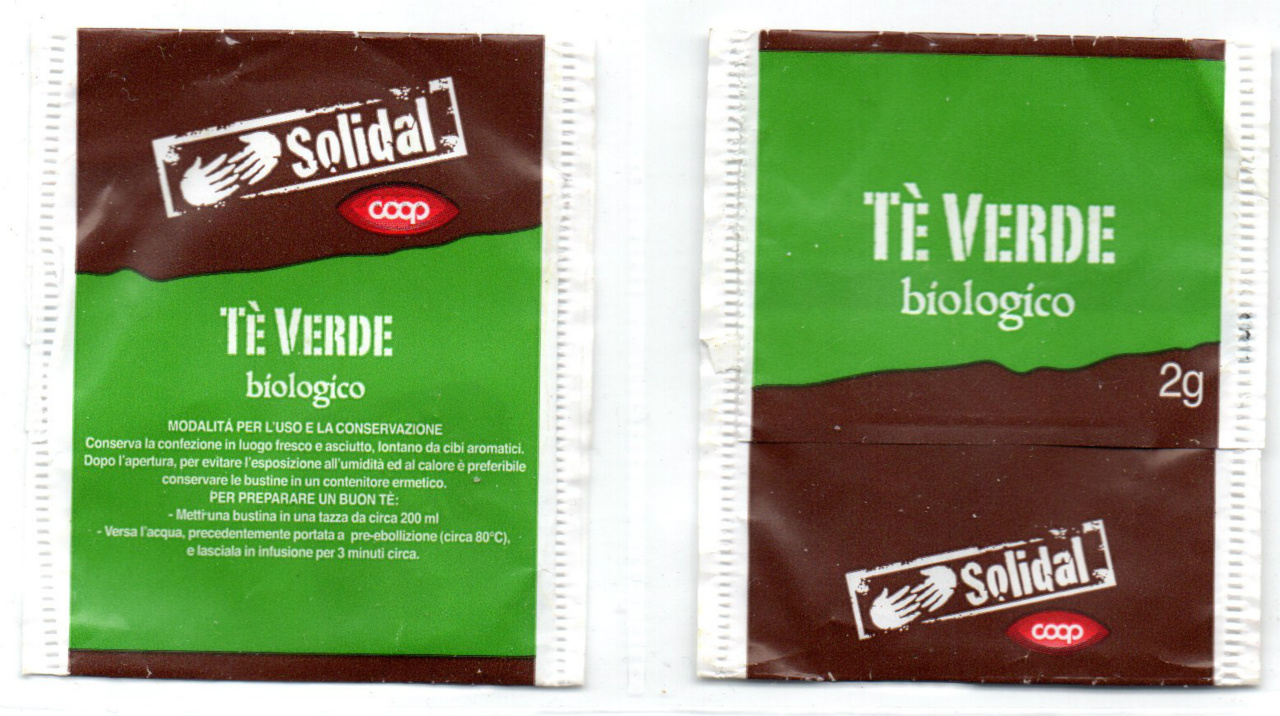 Solidal
coop
TÈ VERDE
biologico
MODALITÁ PER L'USO E LA CONSERVAZIONE
Conserva la confezione in luogo fresco e asciutto, lontano da cibi aromatici.
Dopo l'apertura, per evitare l'esposizione all'umidità ed al calore è preferibile
conservare le bustine in un contenitore ermetico.
PER PREPARARE UN BUON TÈ:
- Metti una bustina in una tazza da circa 200 ml
- Versa l'acqua, precedentemente portata a pre-ebollizione (circa 80°C),
e lasciala in infusione per 3 minuti circa.
TÈ VERDE
biologico
2g
Solidal
coop